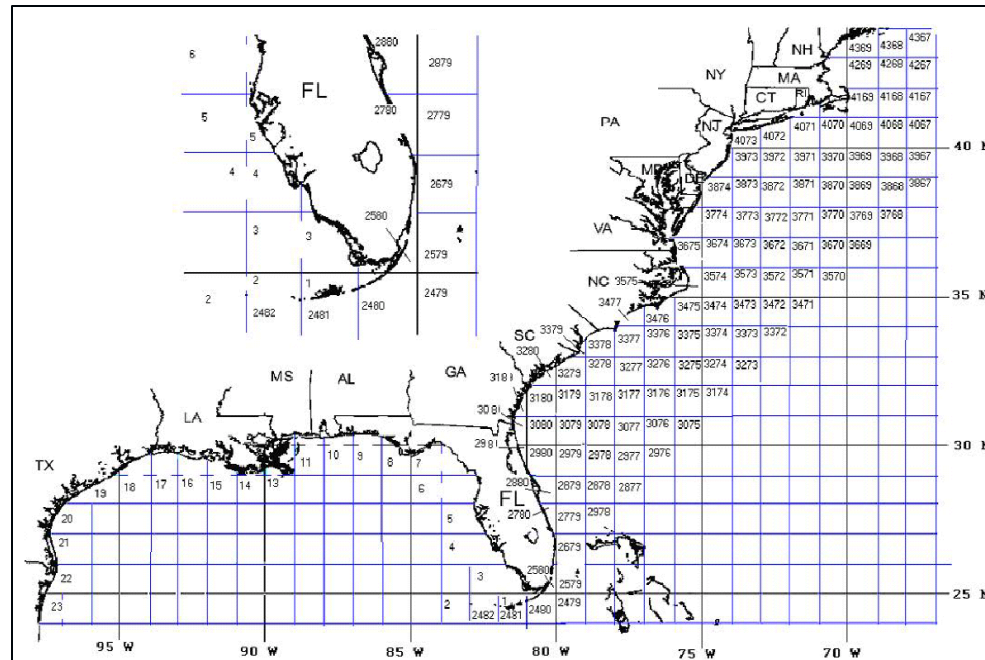 6
2880
2979
FL
2780
2779
5
5
4 4
2679
2580
3 3
2579
2 2 1
2479
2482 2481 2480
NH 4369 4368 4367
4269 4268 4267
NY MA
CT RI 4169 4168 4167
PA
NJ 4071 4070 4069 4068 4067
4073 4072
40 N
3973 3972 3971 3970 3969 3968 3967
MD DE
3874 3873 3872 3871 3870 3869 3868 3867
3774 3773 3772 3771 3770 3769 3768
VA
3675 3674 3673 3672 3671 3670 3669
NC 3575 3574 3573 3572 3571 3570
35 N
3477 3476 3475 3474 3473 3472 3471
SC 3379 3378 3377 3376 3375 3374 3373 3372
3280 3279 3278 3277 3276 3275 3274 3273
MS AL GA
3181 3180 3179 3178 3177 3176 3175 3174
LA
3081 3080 3079 3078 3077 3076 3075
30 N
TX
2981 2980 2979 2978 2977 2976
19 18 17 16 15 14 13 11 10 9 8 7
6 2880 2879 2878 2877
FL
20 5 2780 2779 2978
21 4 2679
22 3 2580 2579
25 N
23 2 2482 2481 1 2480 2479
95 W 90 W 85 W 80 W 75 W 70 W